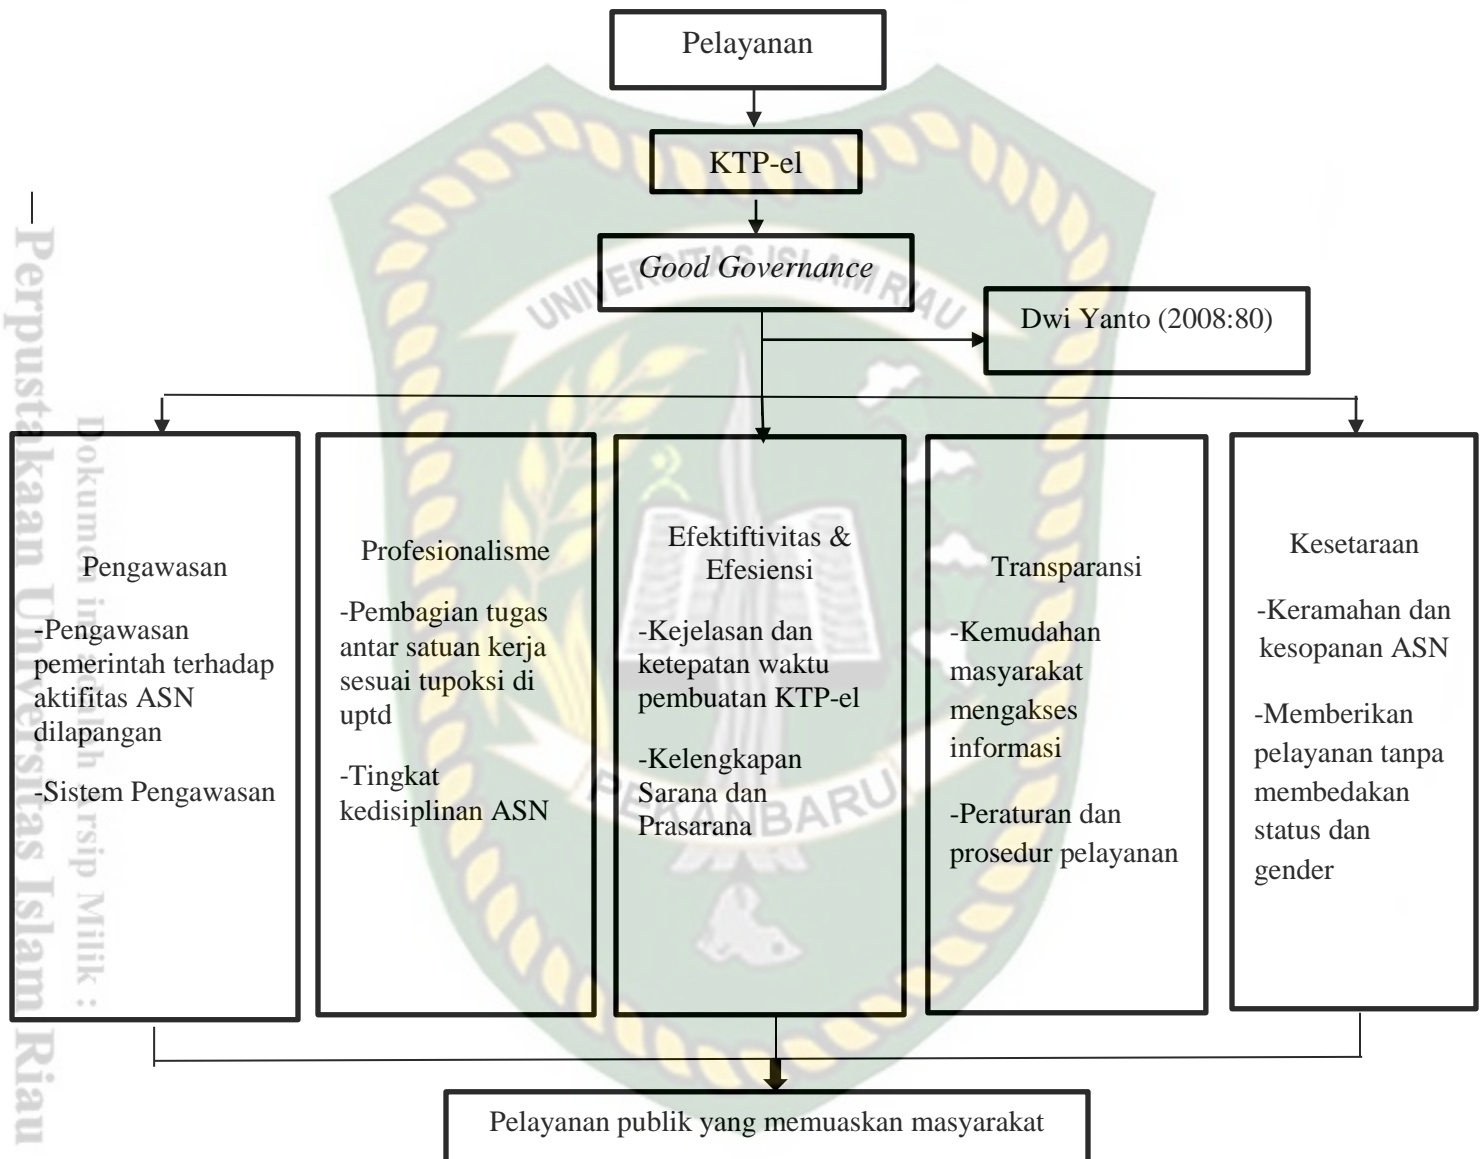 Pelayanan
KTP-el
Good Governance
Dwi Yanto (2008:80)
Pengawasan
-Pengawasan
pemerintah terhadap
aktifitas ASN
dilapangan
-Sistem Pengawasan
Profesionalisme
-Pembagian tugas
antar satuan kerja
sesuai tupoksi di
uptd
-Tingkat
kedisiplinan ASN
Efektiftivitas &
Efesiensi
-Kejelasan dan
ketepatan waktu
pembuatan KTP-el
-Kelengkapan
Sarana dan
Prasarana
Transparansi
-Kemudahan
masyarakat
mengakses
informasi
-Peraturan dan
prosedur pelayanan
Kesetaraan
-Keramahan dan
kesopanan ASN
-Memberikan
pelayanan tanpa
membedakan
status dan
gender
Pelayanan publik yang memuaskan masyarakat
UNIVERSITAS ISLAM RIAU
PEKANBARU
Dokumen ini adalah Arsip Milik :
Perpustakaan Universitas Islam Riau